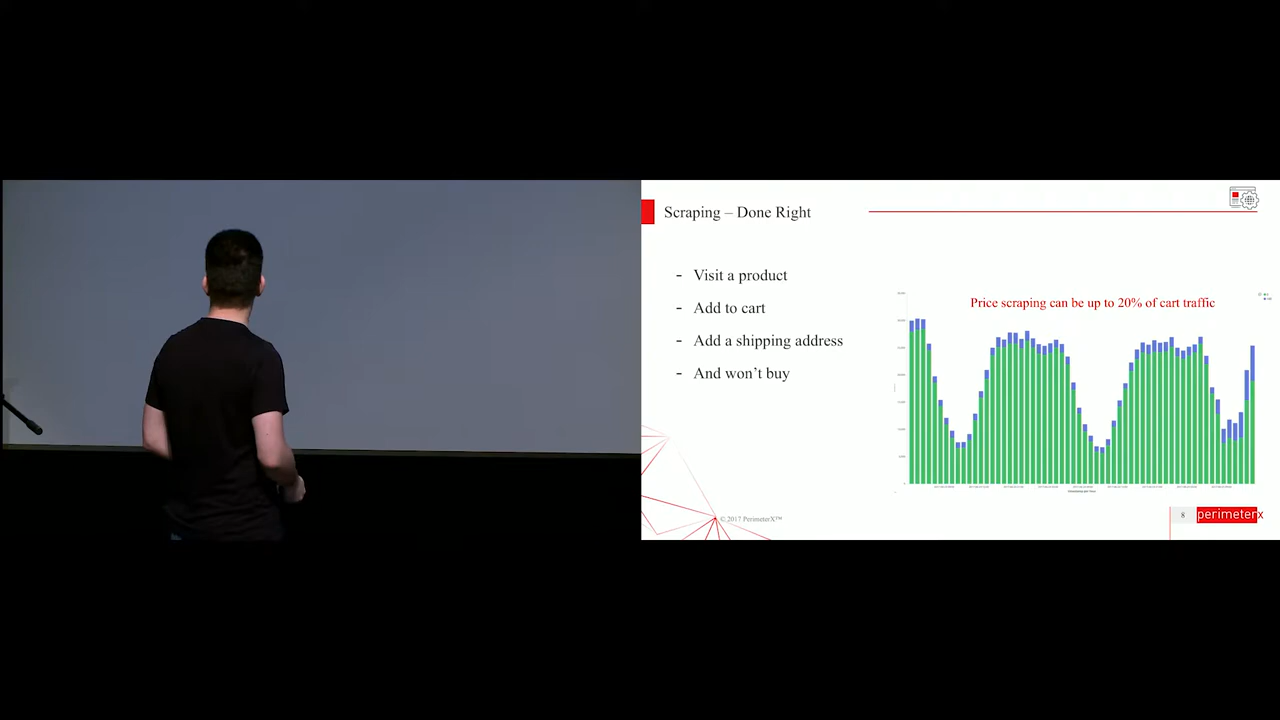 Scraping – Done Right
- Visit a product
- Add to cart
- Add a shipping address
- And won’t buy
Price scraping can be up to 20% of cart traffic
© 2017 PerimeterX™
8
perimeterx